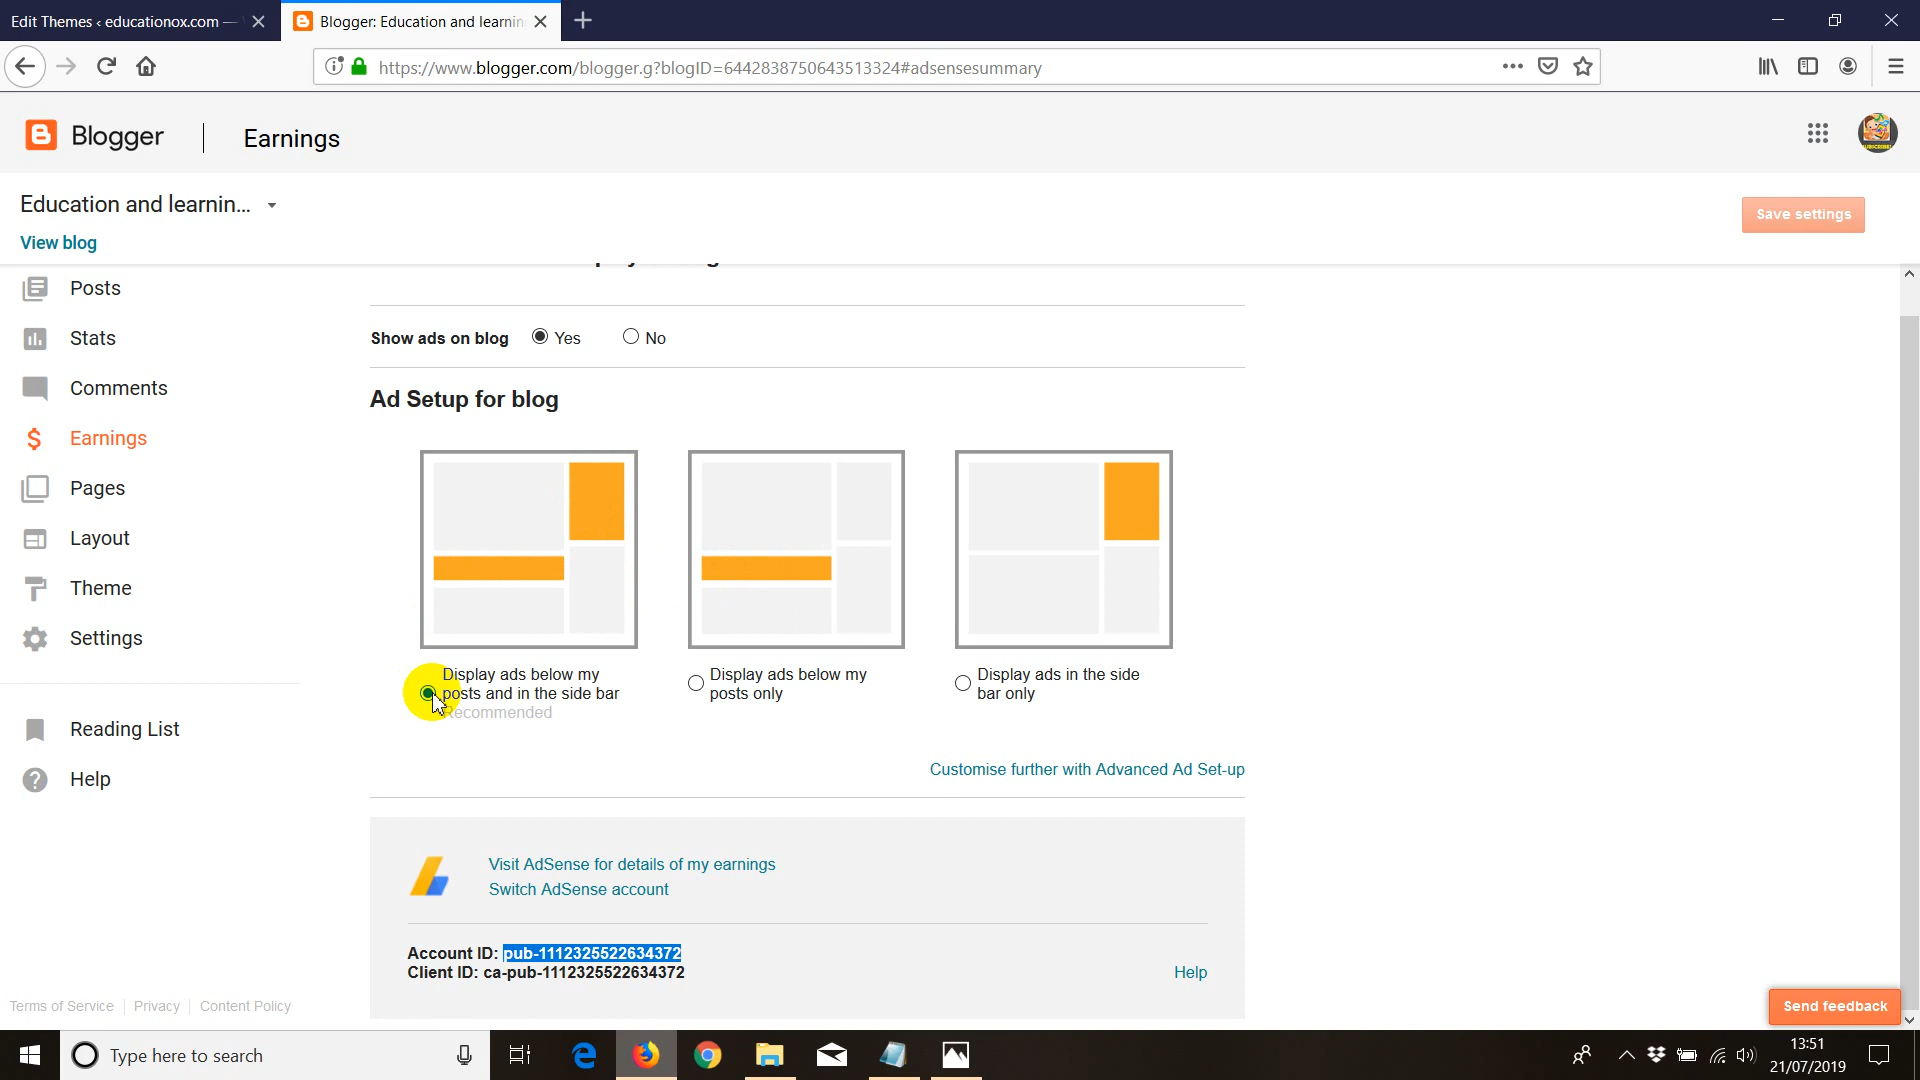 Edit Themes ‹ educationox.com —
Blogger: Education and learnin
https://www.blogger.com/blogger.g?blogID=6442838750643513324#adsensesummary
Blogger
Earnings
Education and learnin...
Save settings
View blog
Posts
Stats
Comments
Earnings
Pages
Layout
Theme
Settings
Reading List
Help
Show ads on blog
Yes
No
Ad Setup for blog
Display ads below my
posts and in the side bar
Recommended
Display ads below my
posts only
Display ads in the side
bar only
Customise further with Advanced Ad Set-up
Visit AdSense for details of my earnings
Switch AdSense account
Account ID: pub-1112325522634372
Client ID: ca-pub-1112325522634372
Help
Terms of Service
Privacy
Content Policy
Send feedback
Type here to search
13:51
21/07/2019